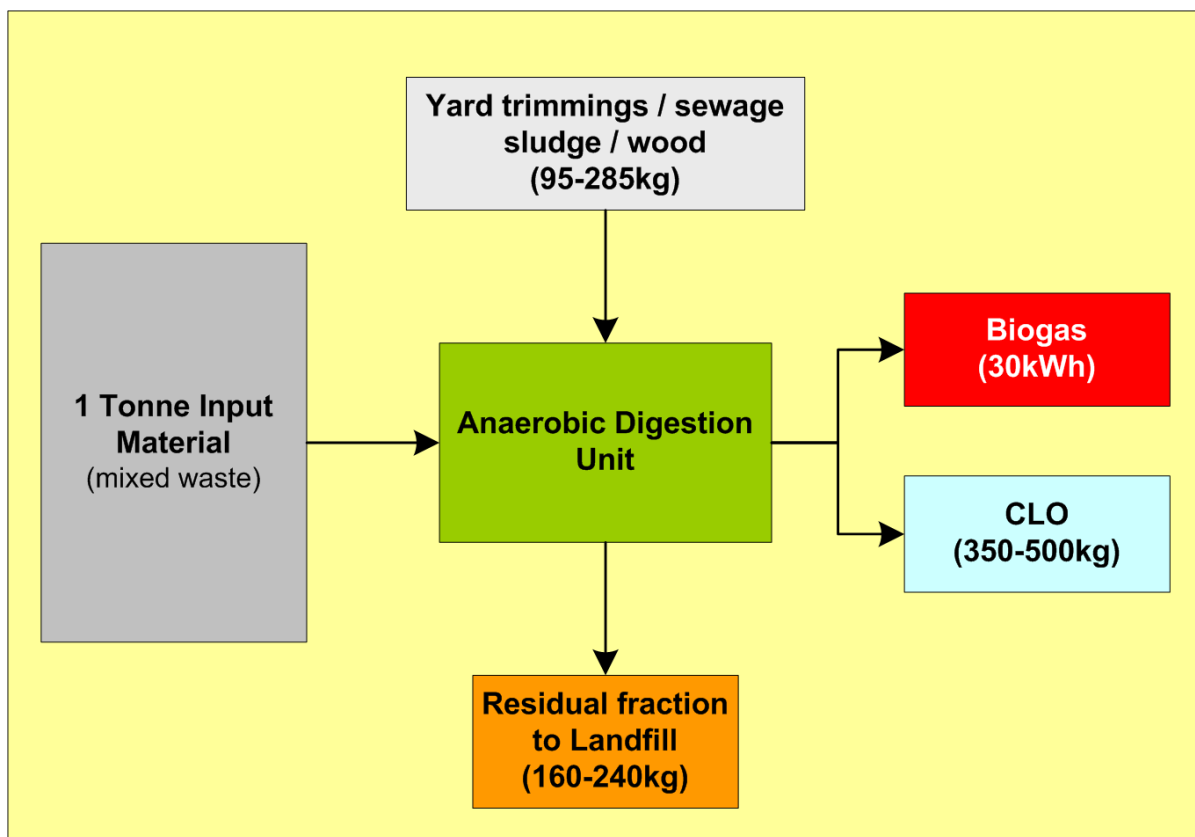 Yard trimmings / sewage
sludge / wood
(95-285kg)
1 Tonne Input
Material
(mixed waste)
Anaerobic Digestion
Unit
Biogas
(30kWh)
CLO
(350-500kg)
Residual fraction
to Landfill
(160-240kg)